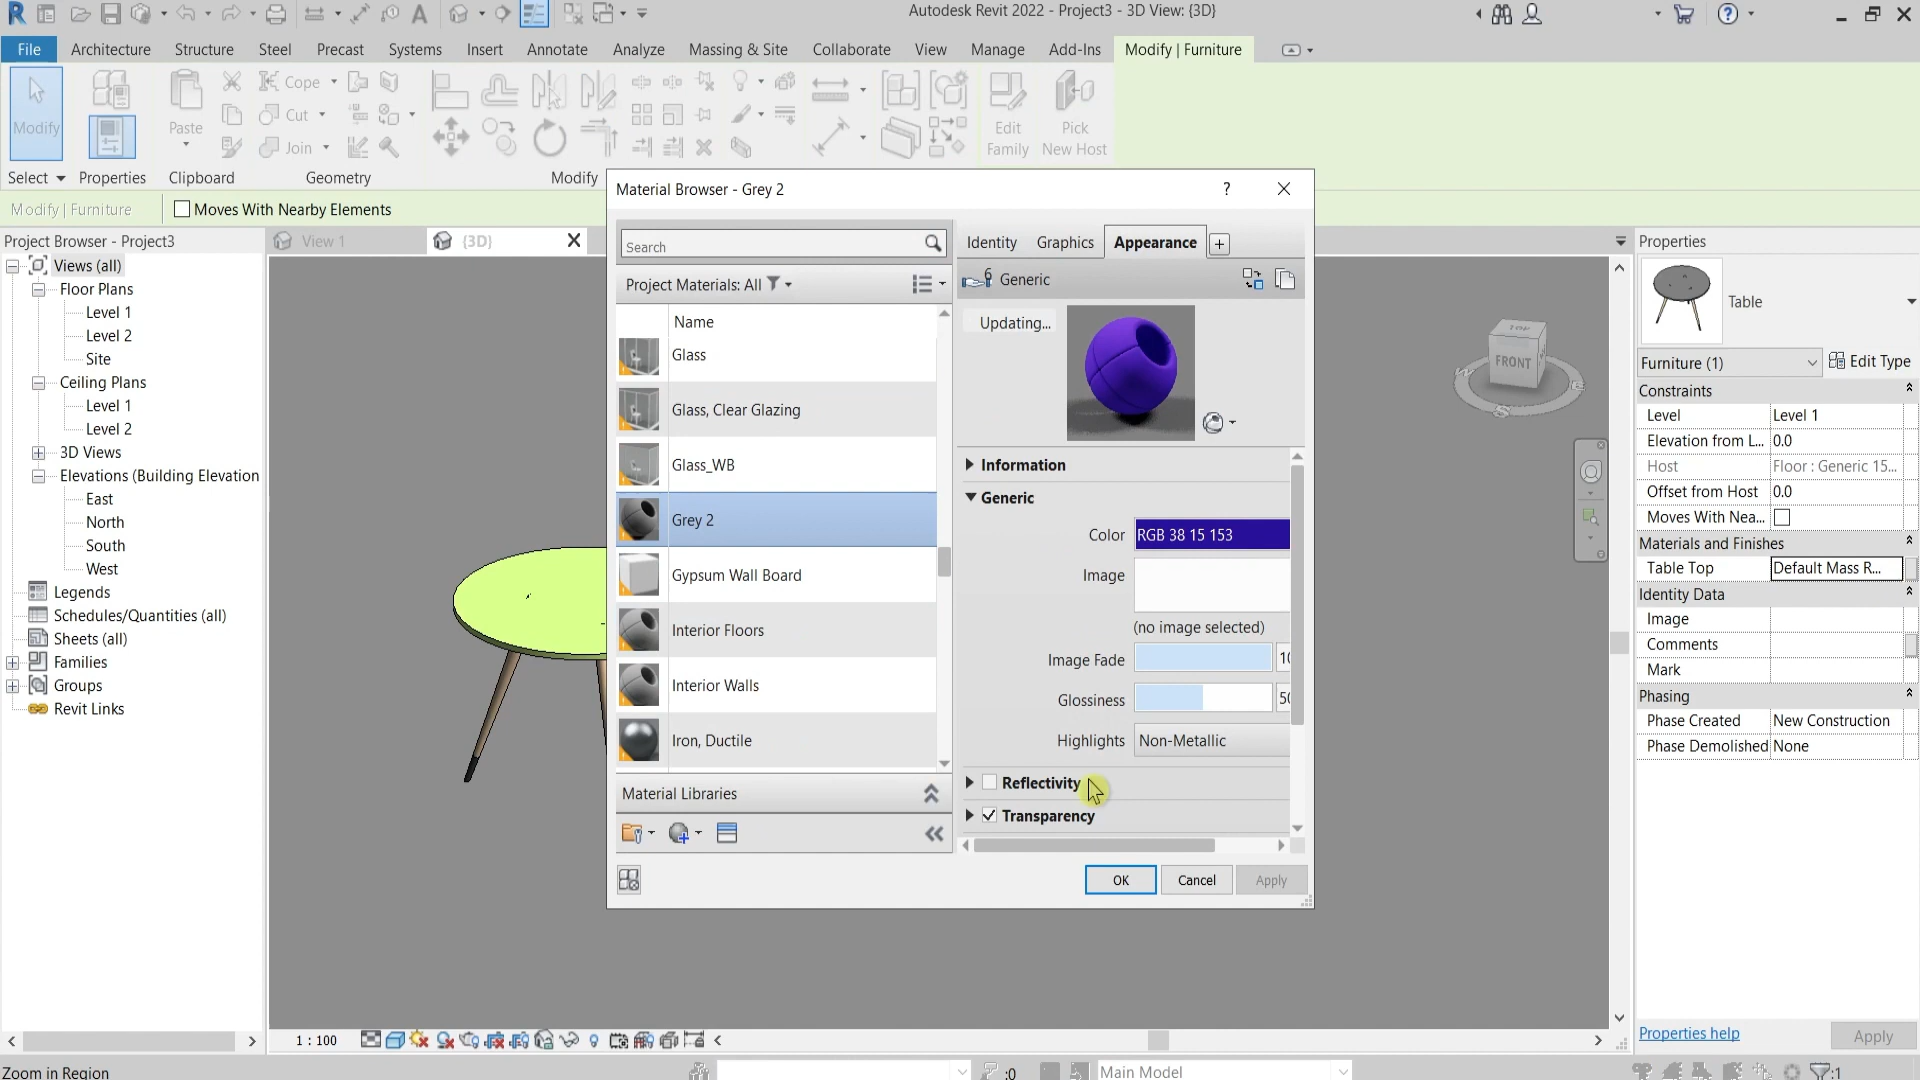 Autodesk Revit 2022 - Project3 - 3D View: {3D}
File Architecture Structure Steel Precast Systems Insert Annotate Analyze Massing & Site Collaborate View Manage Add-Ins Modify | Furniture
Modify
Paste
Cope
Cut
Join
Edit Family
Pick New Host
Select Properties Clipboard Geometry Modify
Modify | Furniture Moves With Nearby Elements
Project Browser - Project3
View 1
{3D}
Views (all)
Floor Plans
Level 1
Level 2
Site
Ceiling Plans
Level 1
Level 2
3D Views
Elevations (Building Elevation
East
North
South
West
Legends
Schedules/Quantities (all)
Sheets (all)
Families
Groups
Revit Links
Material Browser - Grey 2
?
Search
Project Materials: All
Name
Glass
Glass, Clear Glazing
Glass_WB
Grey 2
Gypsum Wall Board
Interior Floors
Interior Walls
Iron, Ductile
Material Libraries
Identity Graphics Appearance +
6 Generic
Updating...
Information
Generic
Color RGB 38 15 153
Image
(no image selected)
Image Fade 10
Glossiness 50
Highlights Non-Metallic
Reflectivity
Transparency
OK Cancel Apply
TOP
FRONT
W
S
E
Properties
Table
Furniture (1) Edit Type
Constraints
Level Level 1
Elevation from L... 0.0
Host Floor : Generic 15...
Offset from Host 0.0
Moves With Nea...
Materials and Finishes
Table Top Default Mass R...
Identity Data
Image
Comments
Mark
Phasing
Phase Created New Construction
Phase Demolished None
Properties help Apply
1 : 100
Zoom in Region
:0
Main Model
:1